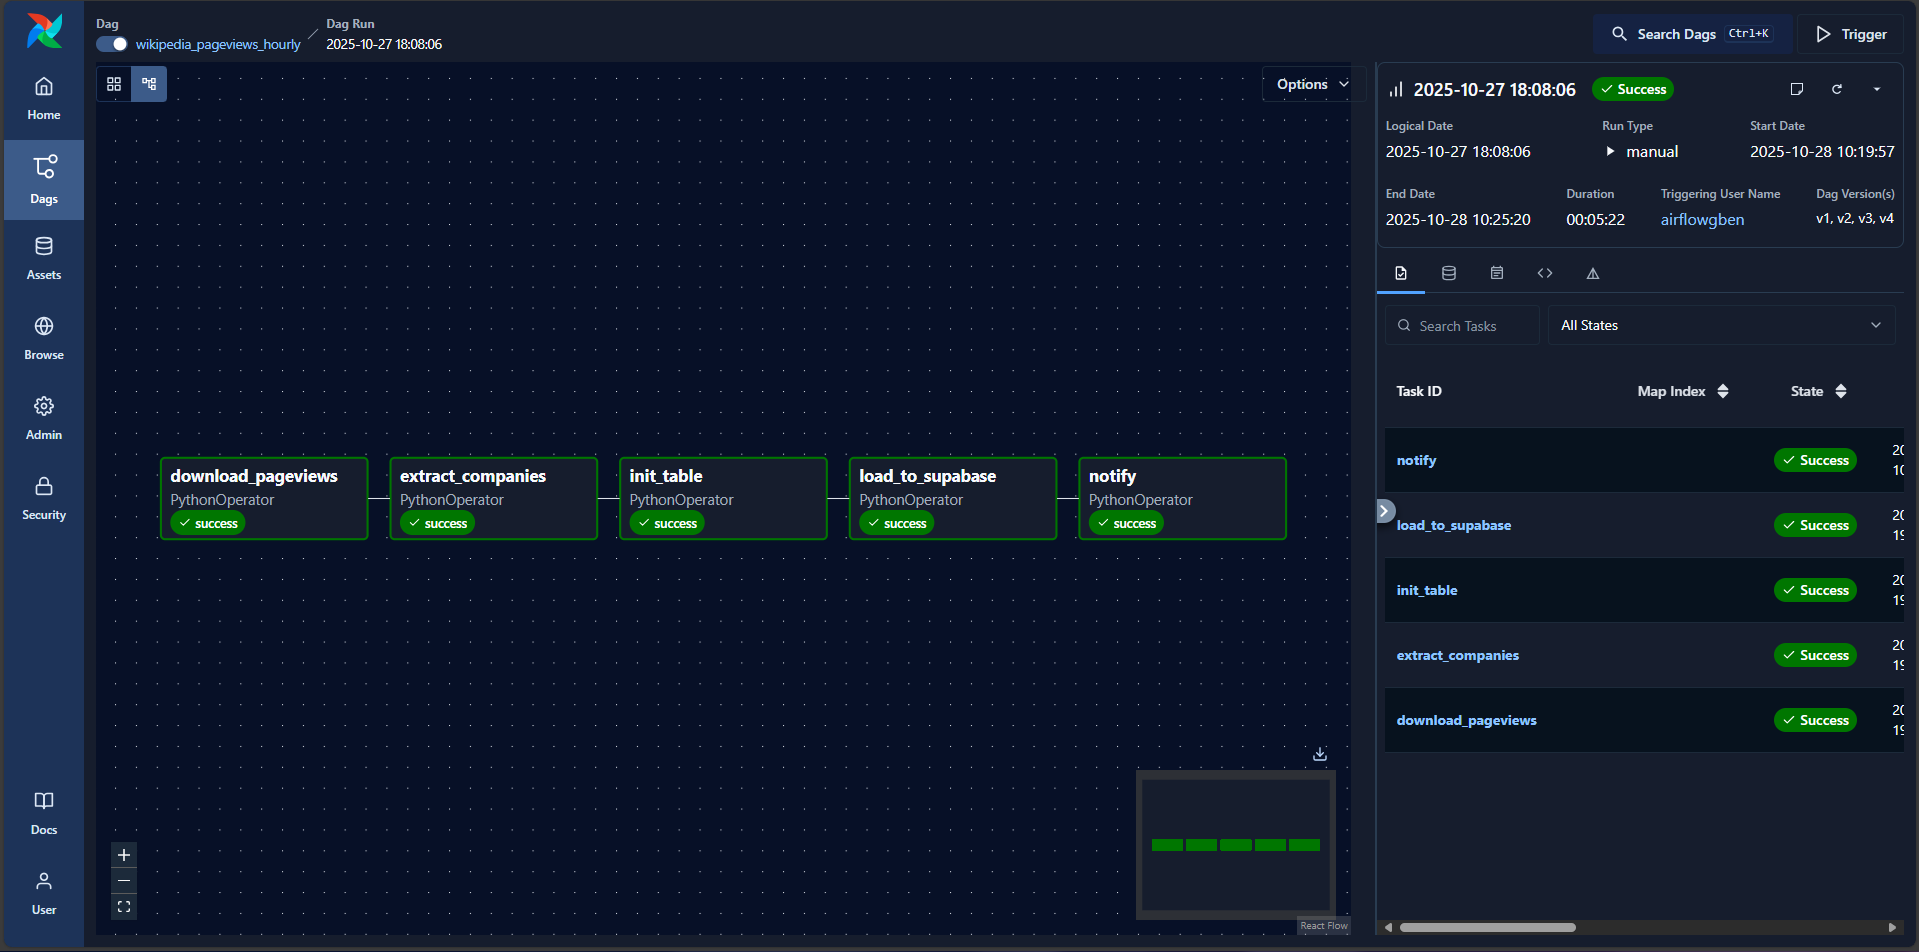 Dag
wikipedia_pageviews_hourly
Dag Run
2025-10-27 18:08:06
Search Dags Ctrl+K
Trigger
Home
Dags
Assets
Browse
Admin
Security
Docs
User
Options
download_pageviews
PythonOperator
success
extract_companies
PythonOperator
success
init_table
PythonOperator
success
load_to_supabase
PythonOperator
success
notify
PythonOperator
success
React Flow
2025-10-27 18:08:06 Success
Logical Date
2025-10-27 18:08:06
Run Type
manual
Start Date
2025-10-28 10:19:57
End Date
2025-10-28 10:25:20
Duration
00:05:22
Triggering User Name
airflowgben
Dag Version(s)
v1, v2, v3, v4
Search Tasks
All States
Task ID Map Index State
notify Success
load_to_supabase Success
init_table Success
extract_companies Success
download_pageviews Success